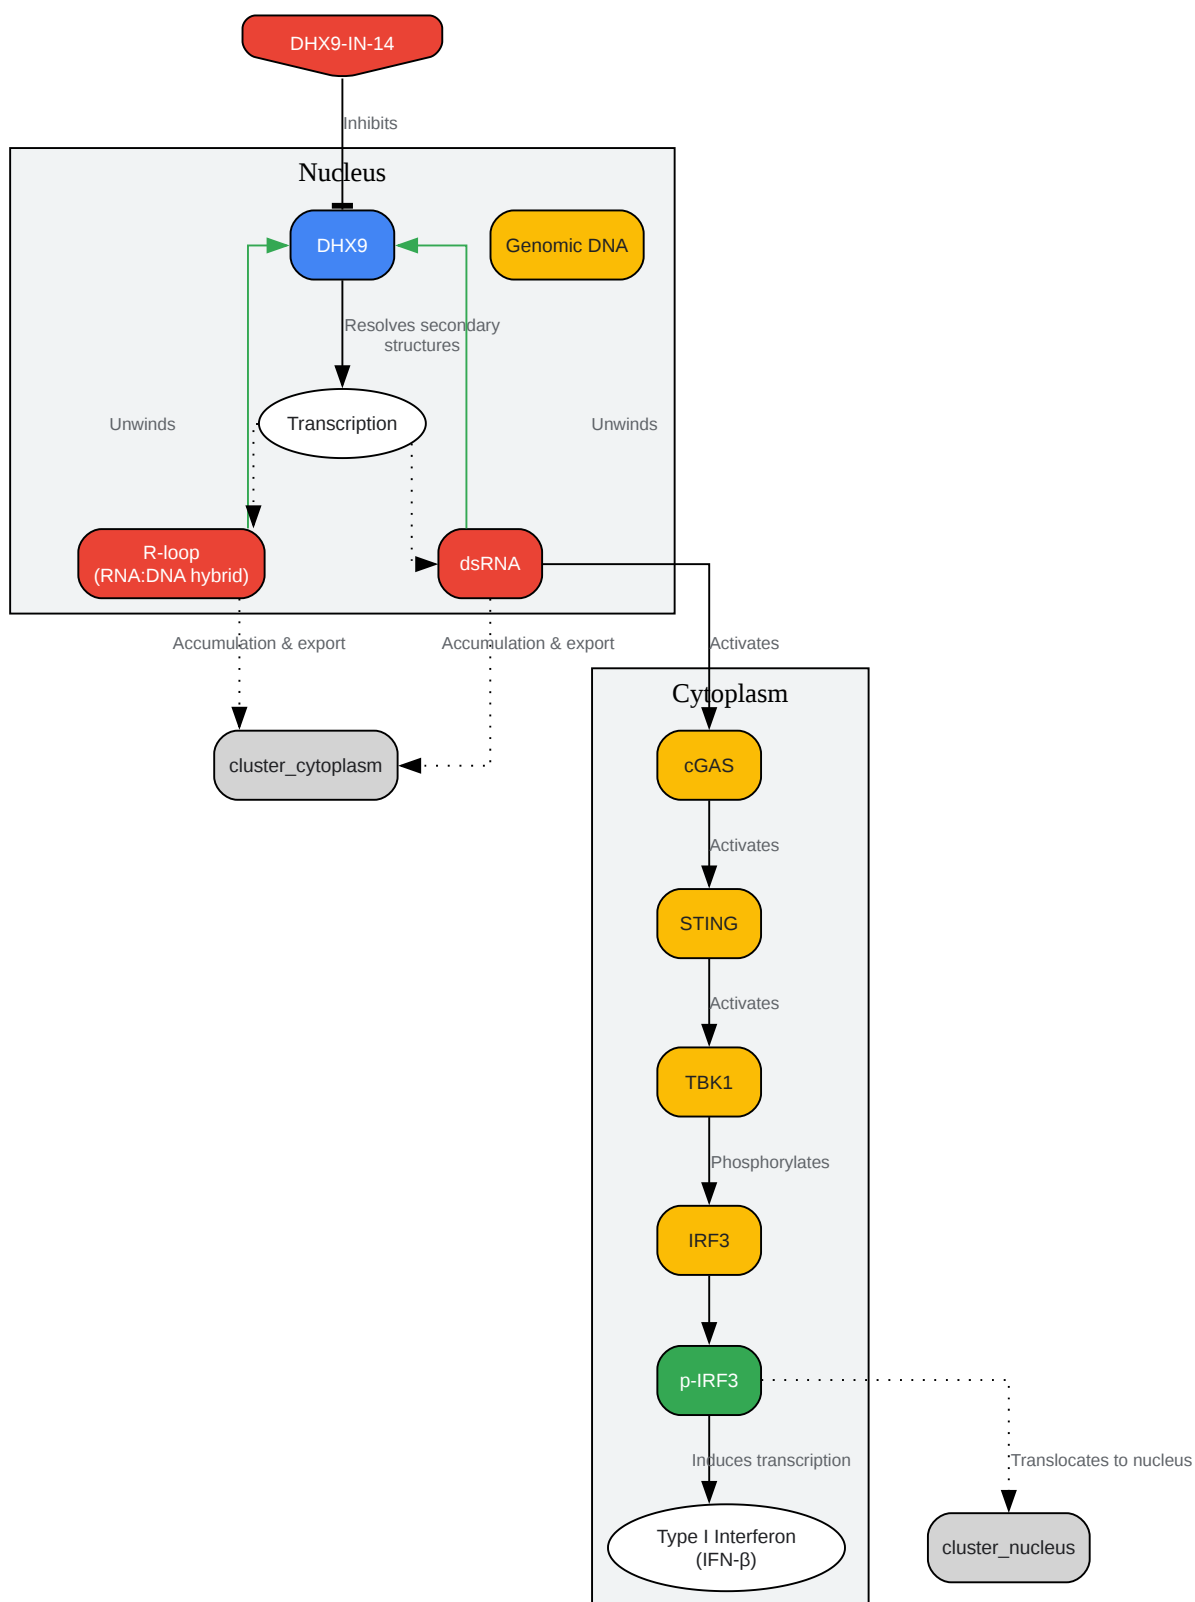 DHX9-IN-14
Inhibits
Nucleus
DHX9
Genomic DNA
Resolves secondary
structures
Unwinds
Transcription
Unwinds
R-loop
(RNA:DNA hybrid)
dsRNA
Accumulation & export
Accumulation & export
Activates
Cytoplasm
cluster_cytoplasm
cGAS
Activates
STING
Activates
TBK1
Phosphorylates
IRF3
p-IRF3
Induces transcription
Translocates to nucleus
Type I Interferon
(IFN-β)
cluster_nucleus